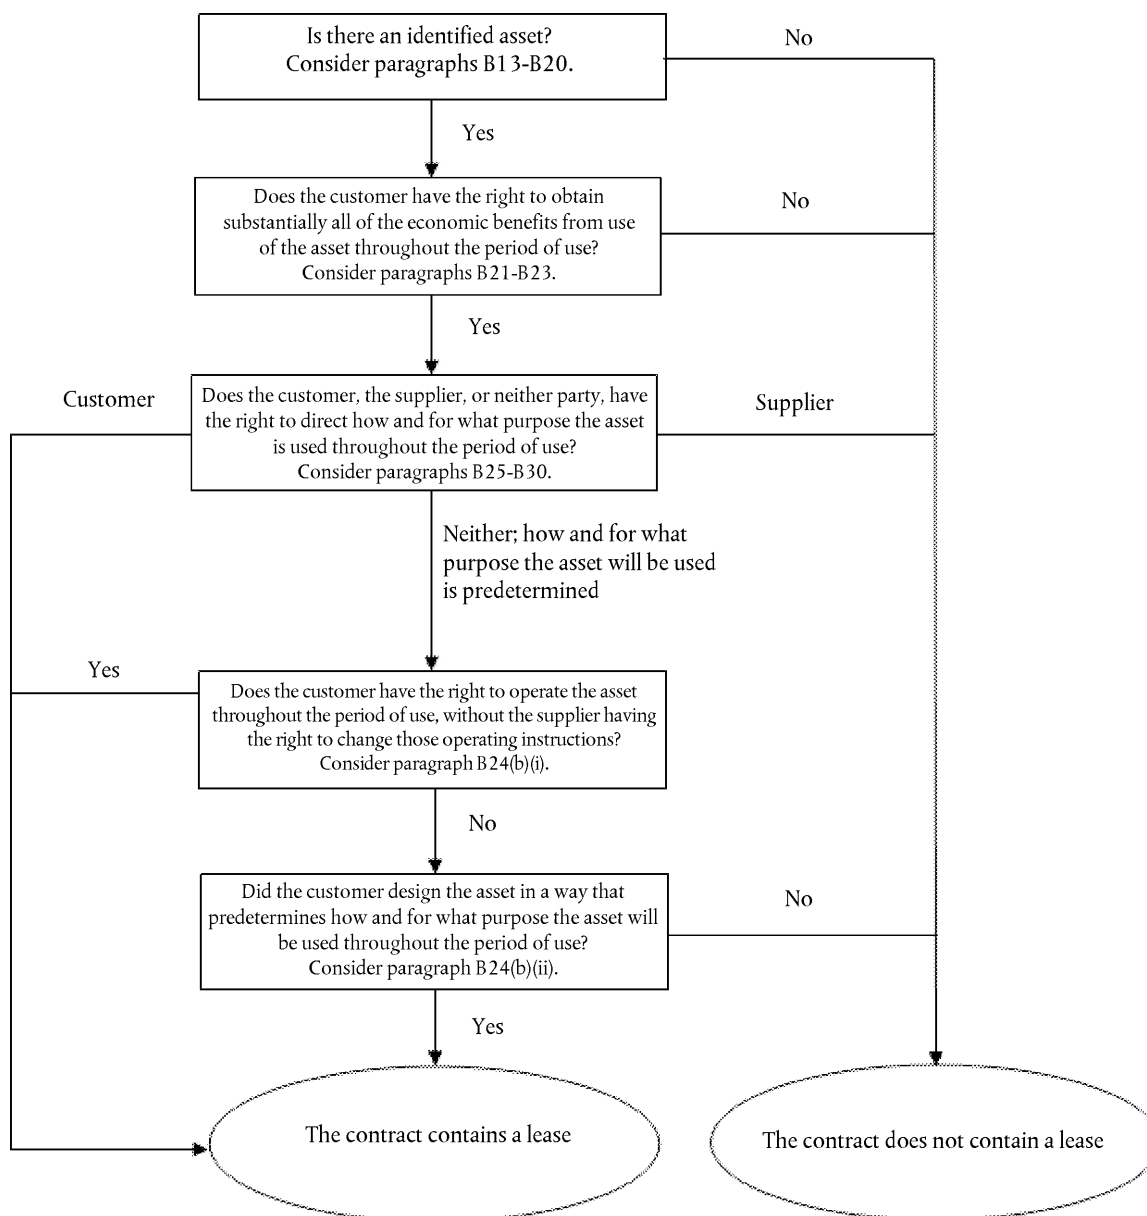 Is there an identified asset?
Consider paragraphs B13-B20.
No
Yes
Does the customer have the right to obtain
substantially all of the economic benefits from use
of the asset throughout the period of use?
Consider paragraphs B21-B23.
No
Yes
Customer
Does the customer, the supplier, or neither party, have
the right to direct how and for what purpose the asset
is used throughout the period of use?
Consider paragraphs B25-B30.
Supplier
Neither; how and for what
purpose the asset will be used
is predetermined
Yes
Does the customer have the right to operate the asset
throughout the period of use, without the supplier having
the right to change those operating instructions?
Consider paragraph B24(b)(i).
No
Did the customer design the asset in a way that
predetermines how and for what purpose the asset will
be used throughout the period of use?
Consider paragraph B24(b)(ii).
No
Yes
The contract contains a lease
The contract does not contain a lease